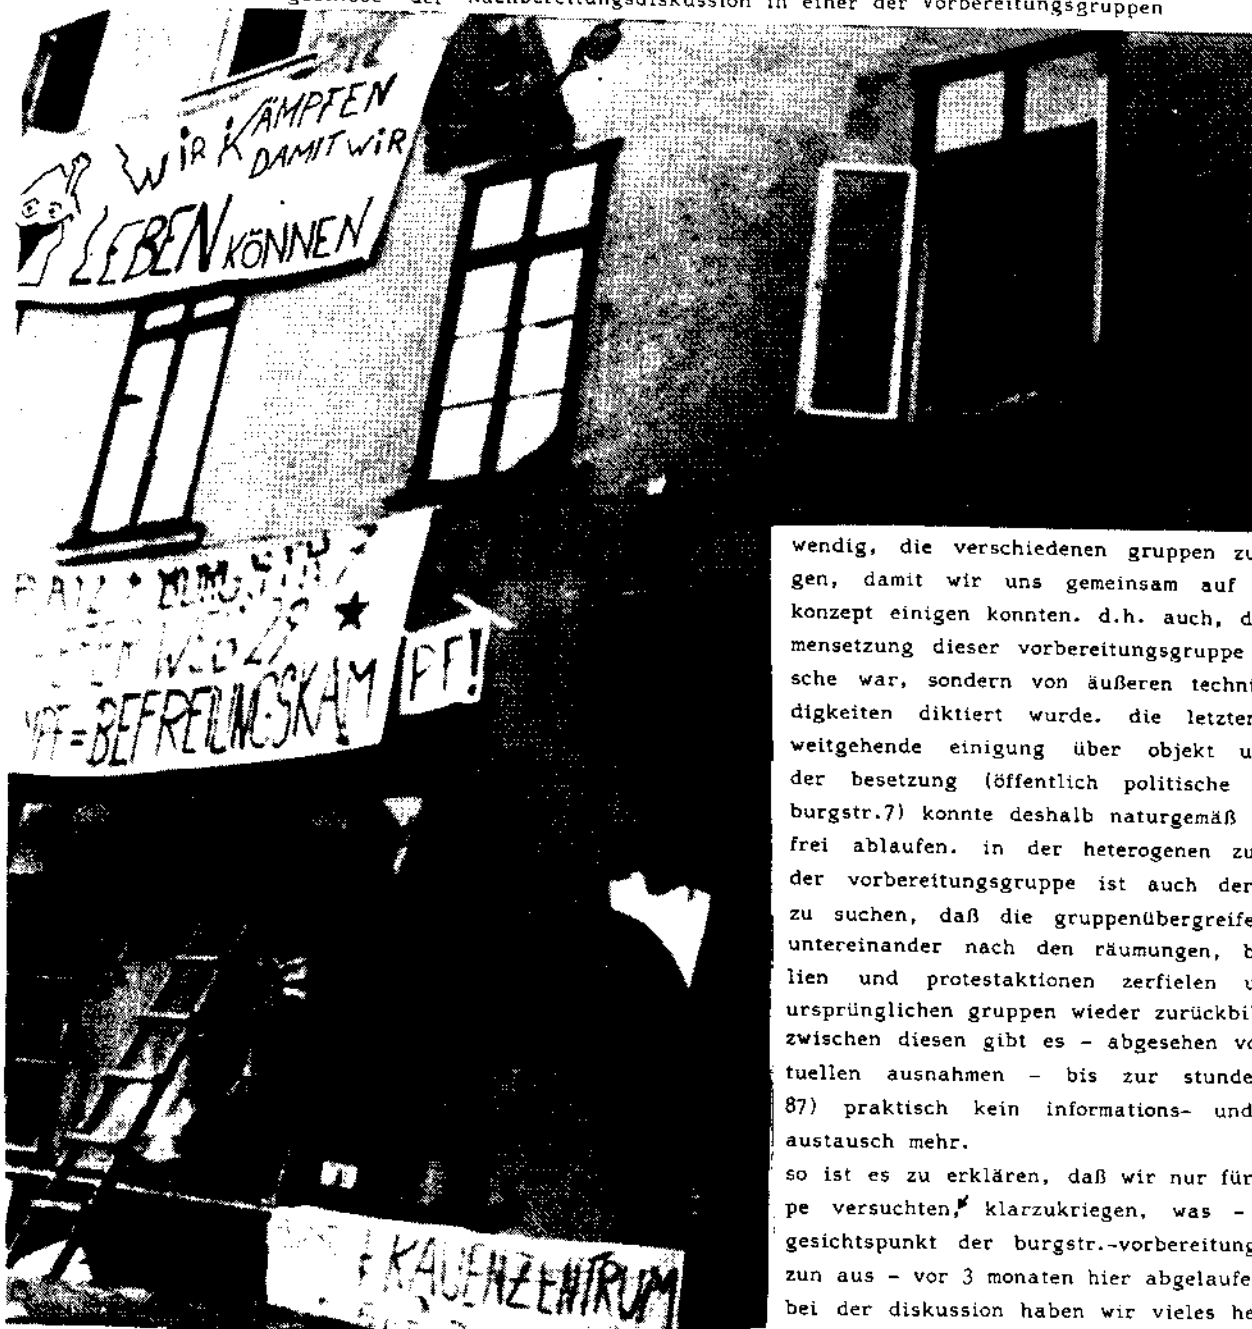 der Nachbereitungsdiskussion in einer der Vorbereitungsgruppen
WIR KÄMPFEN
DAMIT WIR
LEBEN KÖNNEN
=BEFREIUNGSKAM PF!
wendig, die verschiedenen gruppen zu
gen, damit wir uns gemeinsam auf
konzept einigen konnten. d.h. auch, d
mensetzung dieser vorbereitungsgruppe
sche war, sondern von äußeren techni
digkeiten diktiert wurde. die letzter
weitgehende einigung über objekt u
der besetzung (öffentlich politische
burgstr.7) konnte deshalb naturgemäß
frei ablaufen. in der heterogenen zu
der vorbereitungsgruppe ist auch der
zu suchen, daß die gruppenübergreife
untereinander nach den räumungen, b
lien und protestaktionen zerfielen u
ursprünglichen gruppen wieder zurückbi
zwischen diesen gibt es – abgesehen vo
tuellen ausnahmen – bis zur stunde
87) praktisch kein informations- und
austausch mehr.
so ist es zu erklären, daß wir nur für
pe versuchten, klarzukriegen, was –
gesichtspunkt der burgstr.-vorbereitung
zun aus – vor 3 monaten hier abgelaufe
bei der diskussion haben wir vieles he